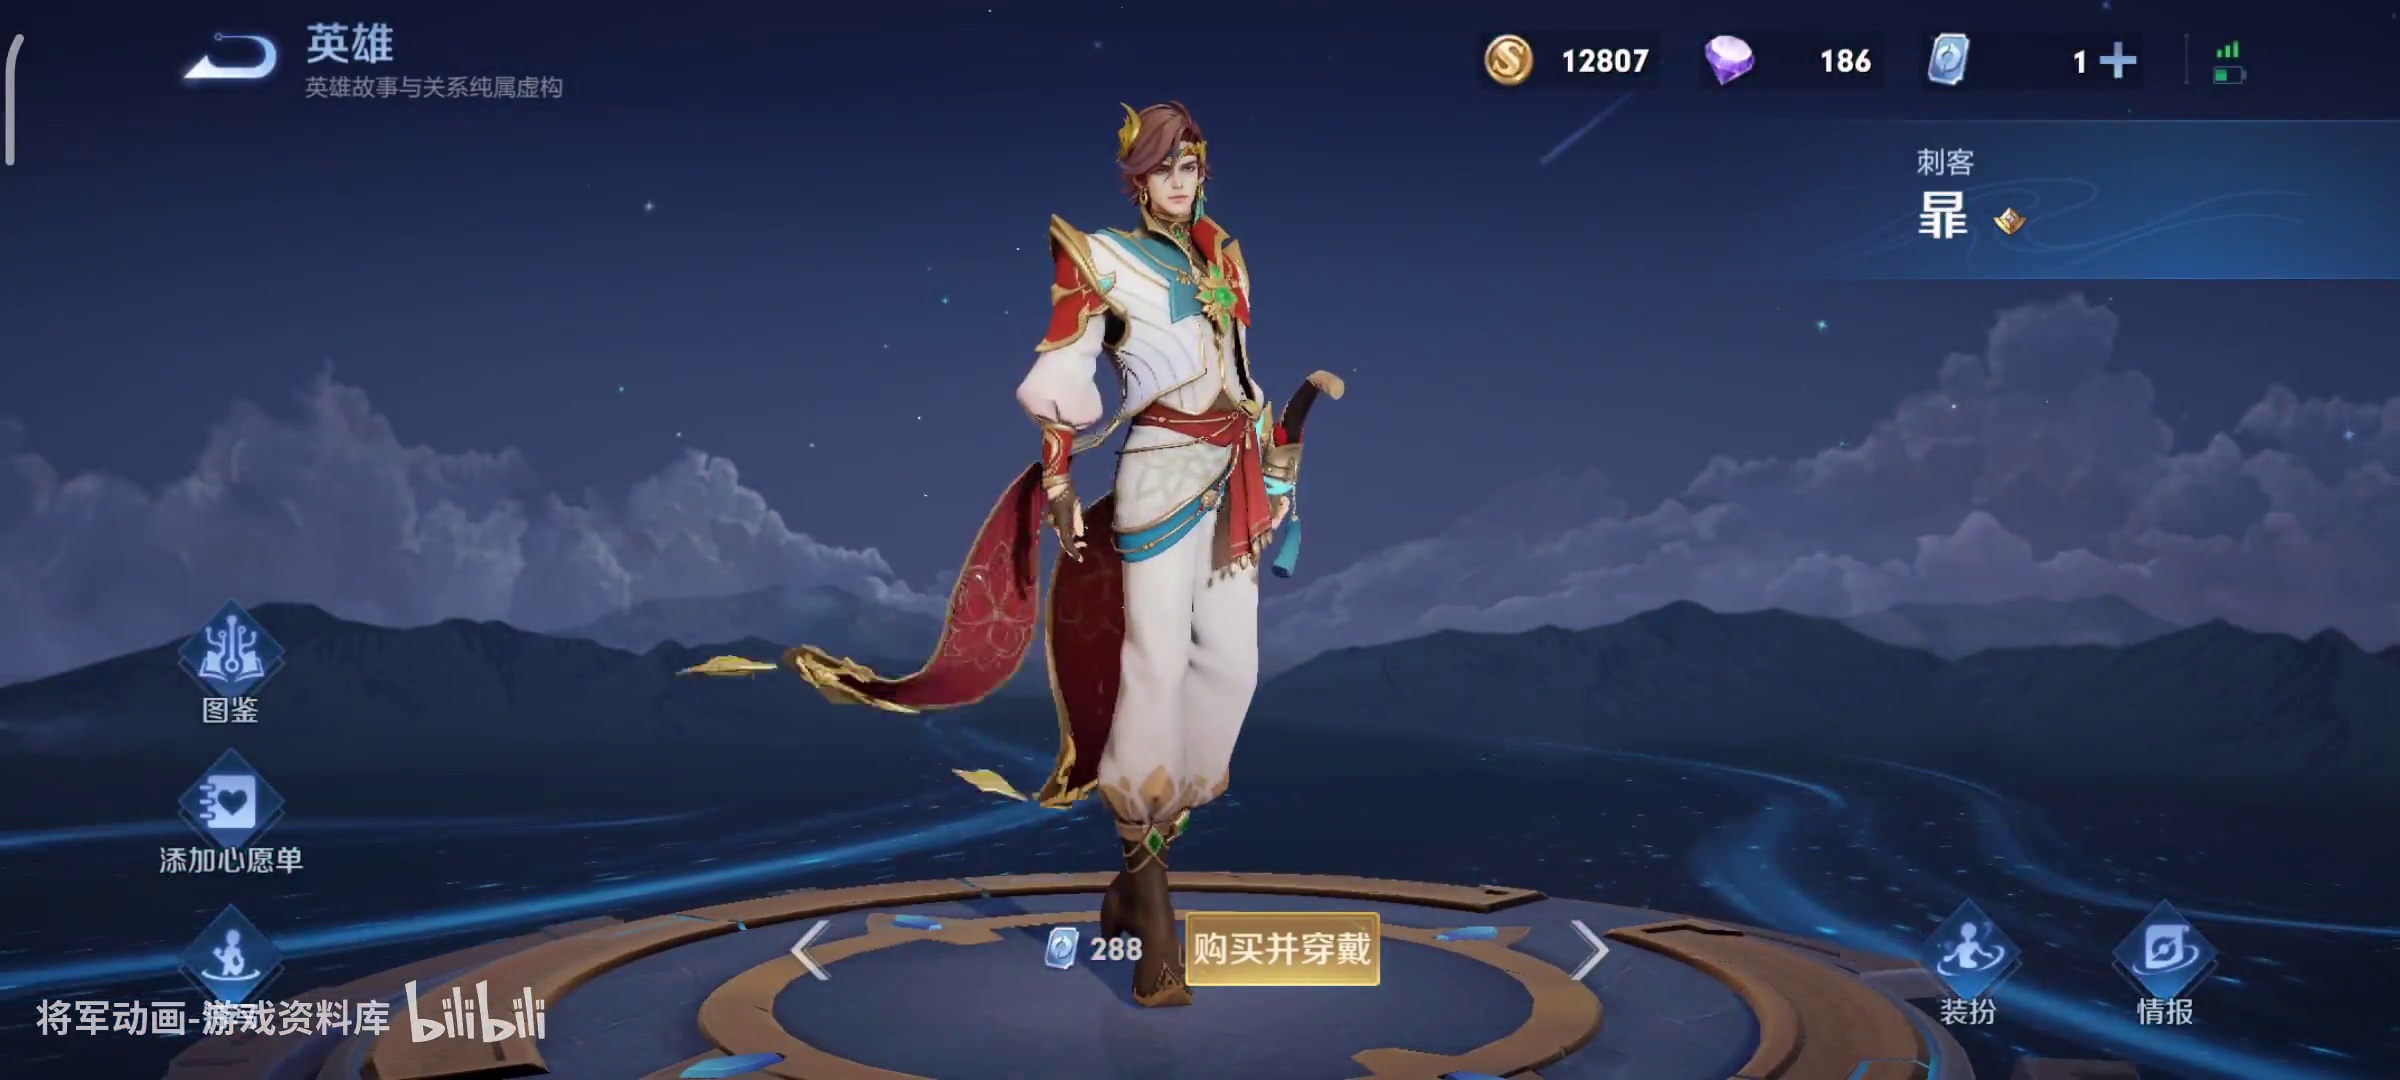 英雄
英雄故事与关系纯属虚构
12807
186
1
刺客
暃
图鉴
添加心愿单
288
购买并穿戴
装扮
情报
将军动画-游戏资料库 bilibili